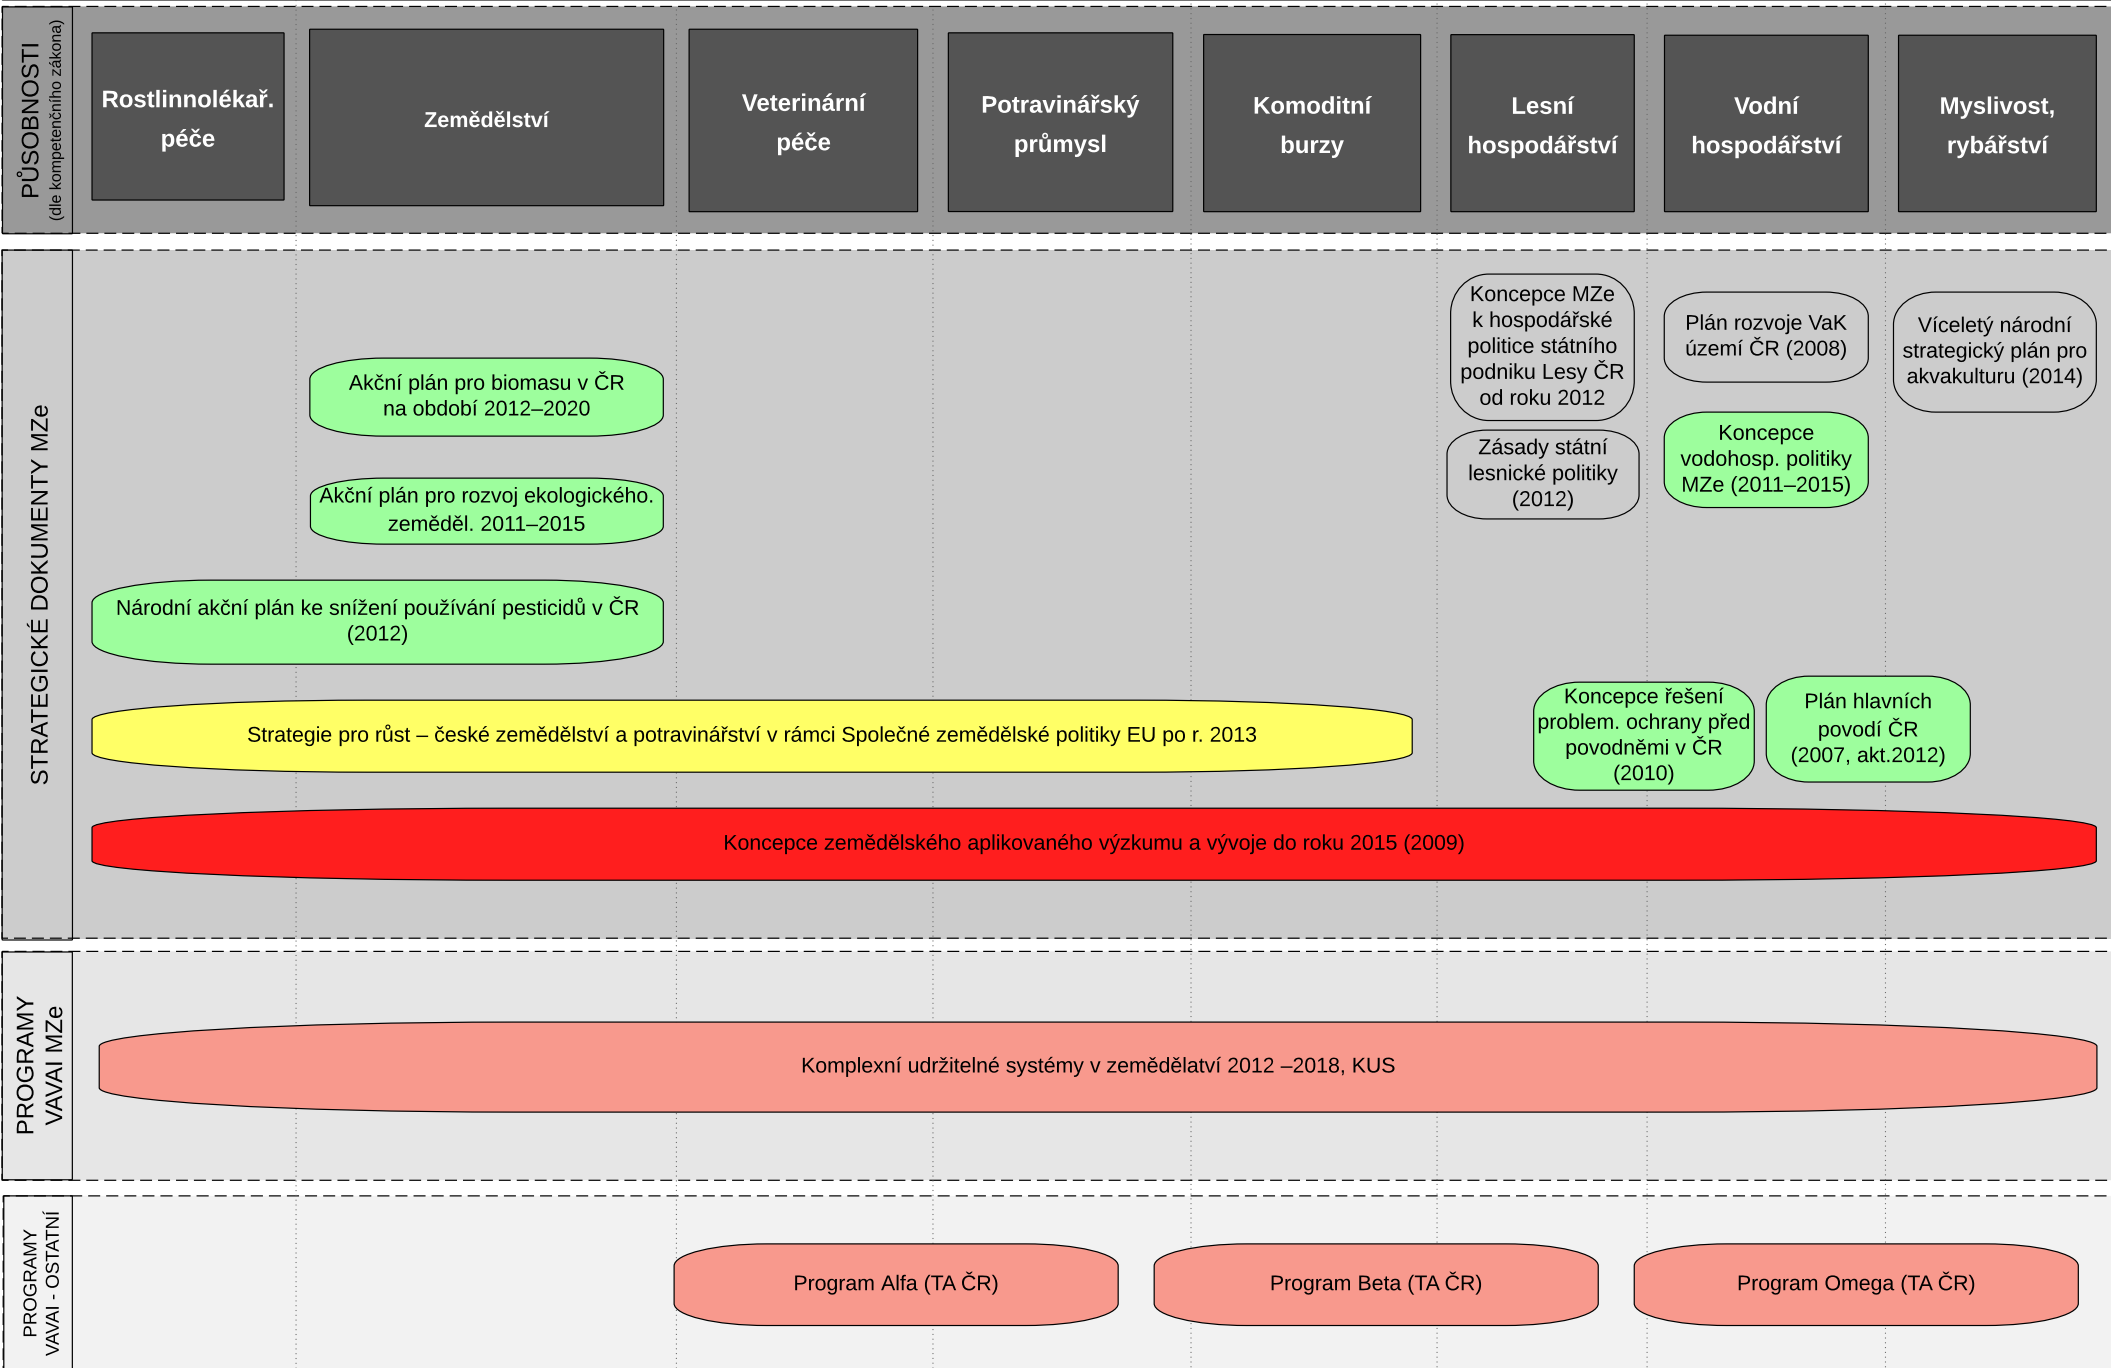 PŮSOBNOSTI
(dle kompetenčního zákona)
Rostlinnolékař.
péče
Zemědělství
Veterinární
péče
Potravinářský
průmysl
Komoditní
burzy
Lesní
hospodářství
Vodní
hospodářství
Myslivost,
rybářství
STRATEGICKÉ DOKUMENTY MZe
Koncepce MZe
k hospodářské
politice státního
podniku Lesy ČR
od roku 2012
Plán rozvoje VaK
území ČR (2008)
Víceletý národní
strategický plán pro
akvakulturu (2014)
Akční plán pro biomasu v ČR
na období 2012–2020
Zásady státní
lesnické politiky
(2012)
Koncepce
vodohosp. politiky
MZe (2011–2015)
Akční plán pro rozvoj ekologického.
zeměděl. 2011–2015
Národní akční plán ke snížení používání pesticidů v ČR
(2012)
Strategie pro růst – české zemědělství a potravinářství v rámci Společné zemědělské politiky EU po r. 2013
Koncepce řešení
problem. ochrany před
povodněmi v ČR
(2010)
Plán hlavních
povodí ČR
(2007, akt.2012)
Koncepce zemědělského aplikovaného výzkumu a vývoje do roku 2015 (2009)
PROGRAMY
VAVAI MZe
Komplexní udržitelné systémy v zemědělatví 2012 –2018, KUS
PROGRAMY
VAVAI - OSTATNÍ
Program Alfa (TA ČR)
Program Beta (TA ČR)
Program Omega (TA ČR)